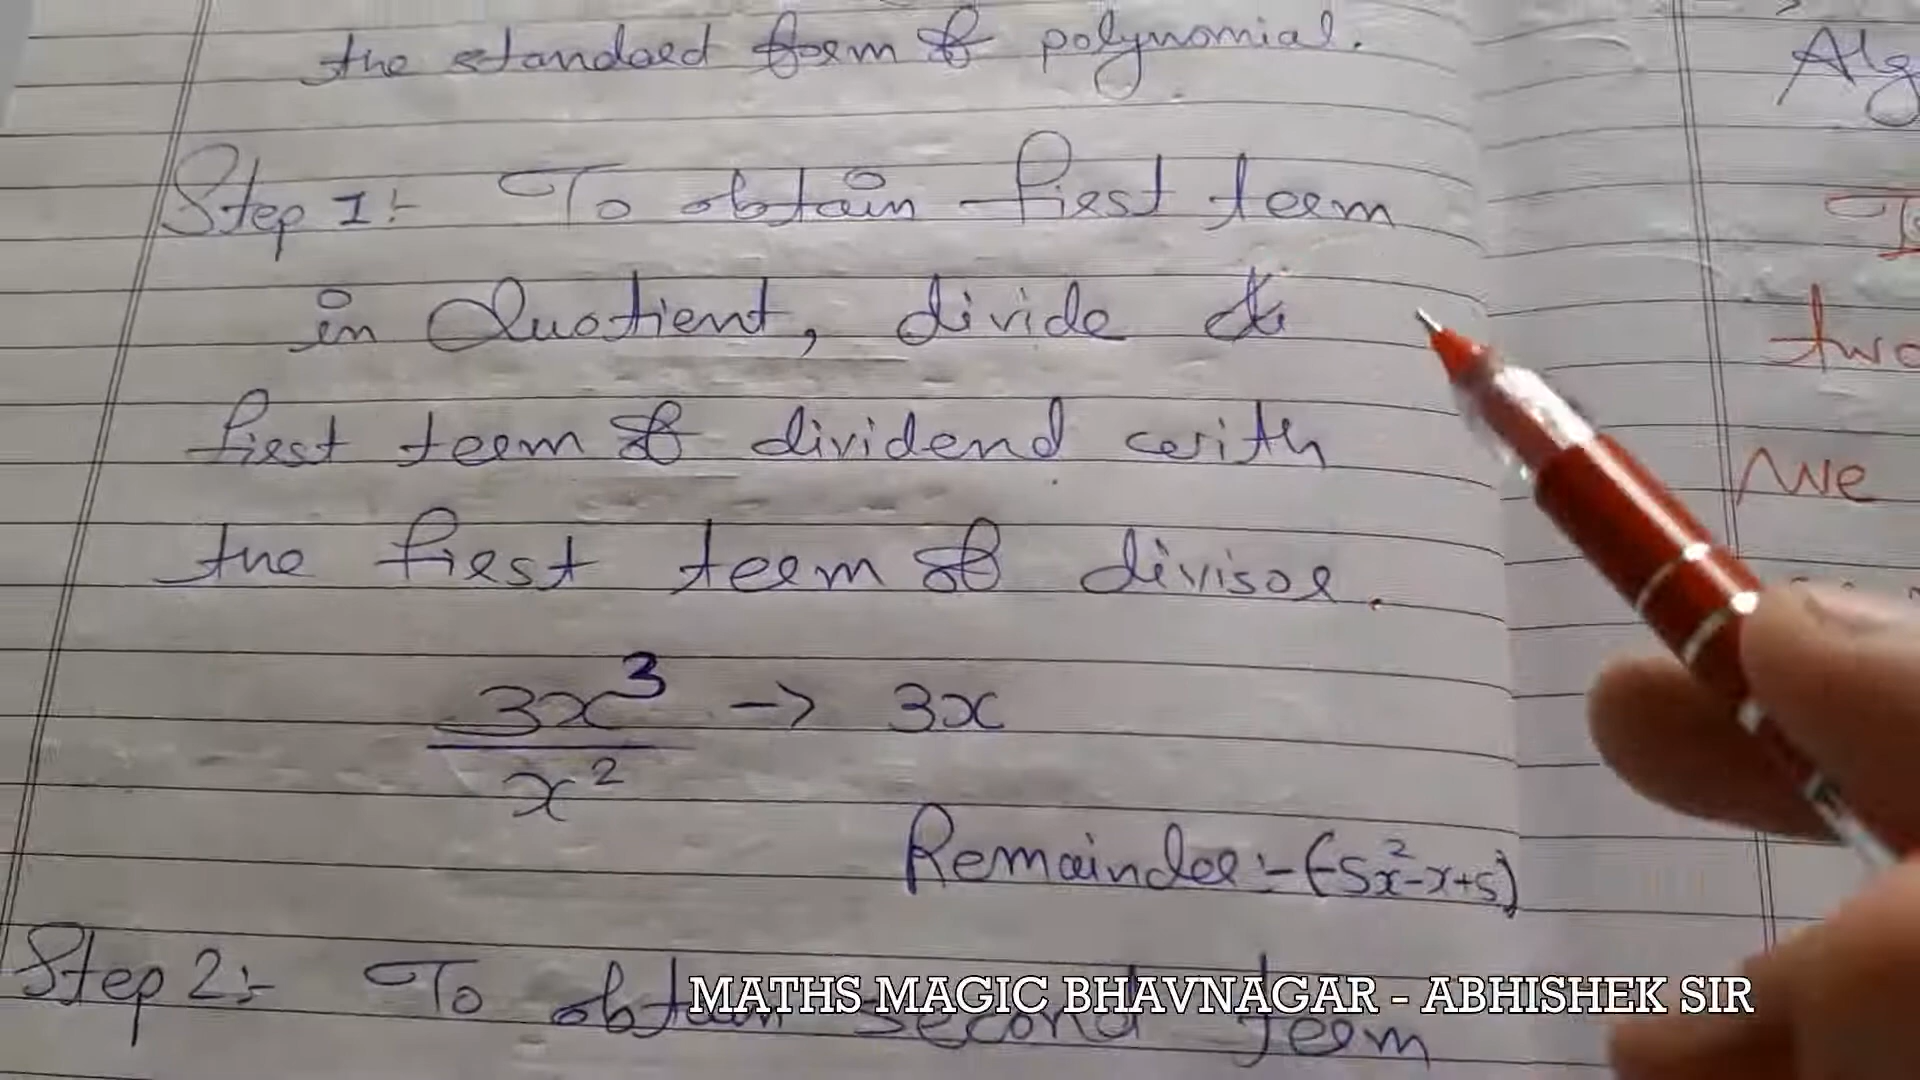 the standard form of polynomial.
Step 1:- To obtain first term
in Quotient, divide
first term of dividend with
the first term of divisor.
3x³ -> 3x
x²
Remainder :- (-5x²-x+5)
Step 2:- To obtain second term
MATHS MAGIC BHAVNAGAR - ABHISHEK SIR
Alg
two
We